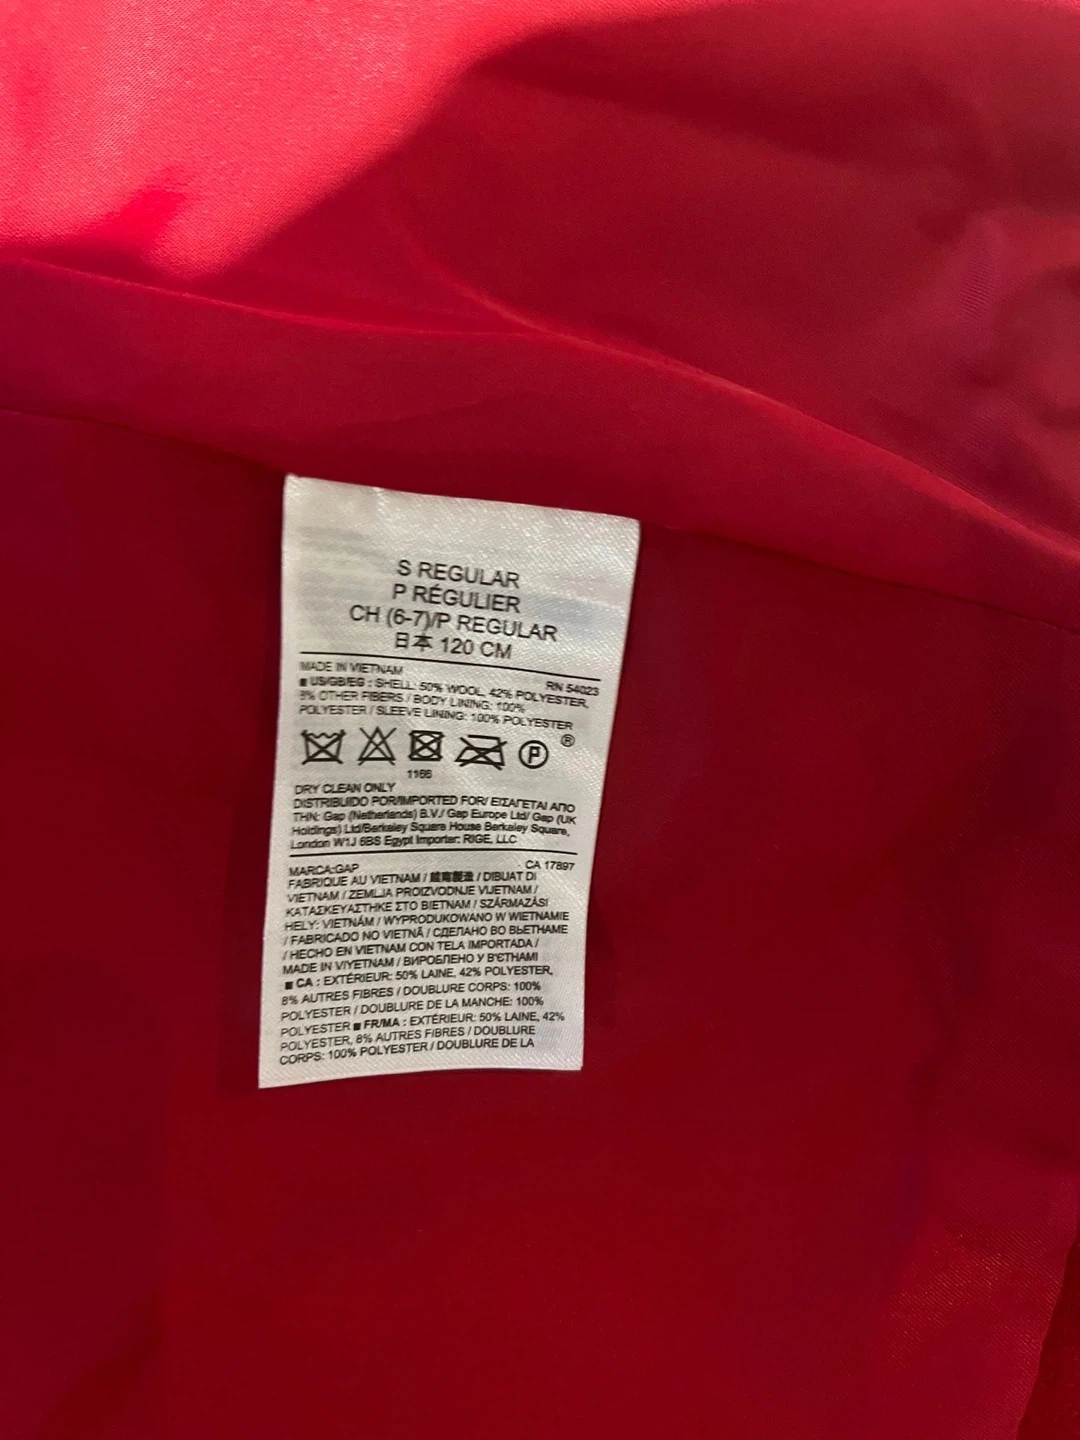 S REGULAR
P RÉGULIER
CH (6-7)/P REGULAR
日本 120 CM
MADE IN VIETNAM
RN 54023
■ US/GB/EG : SHELL: 50% WOOL, 42% POLYESTER,
8% OTHER FIBERS / BODY LINING: 100%
POLYESTER / SLEEVE LINING: 100% POLYESTER
P ®
1166
DRY CLEAN ONLY
DISTRIBUIDO POR/IMPORTED FOR/ ΕΙΣΑΓΕΤΑΙ ΑΠΟ
ΤΗΝ: Gap (Netherlands) B.V./ Gap Europe Ltd/ Gap (UK
Holdings) Ltd/Berkeley Square House Berkeley Square,
London W1J 6BS Egypt Importer: RIGE, LLC
MARCA:GAP
CA 17897
FABRIQUE AU VIETNAM / 越南製造 / DIBUAT DI
VIETNAM / ZEMLJA PROIZVODNJE VIJETNAM /
ΚΑΤΑΣΚΕΥΑΣΤΗΚΕ ΣΤΟ ΒΙΕΤΝΑΜ / SZÁRMAZÁSI
HELY: VIETNÁM / WYPRODUKOWANO W WIETNAMIE
/ FABRICADO NO VIETNÃ / СДЕЛАНО ВО ВЬЕТНАМЕ
/ HECHO EN VIETNAM CON TELA IMPORTADA /
MADE IN VIYETNAM / ВИРОБЛЕНО У В'ЄТНАМІ
■ CA : EXTÉRIEUR: 50% LAINE, 42% POLYESTER,
8% AUTRES FIBRES / DOUBLURE CORPS: 100%
POLYESTER / DOUBLURE DE LA MANCHE: 100%
POLYESTER ■ FR/MA : EXTÉRIEUR: 50% LAINE, 42%
POLYESTER, 8% AUTRES FIBRES / DOUBLURE
CORPS: 100% POLYESTER / DOUBLURE DE LA